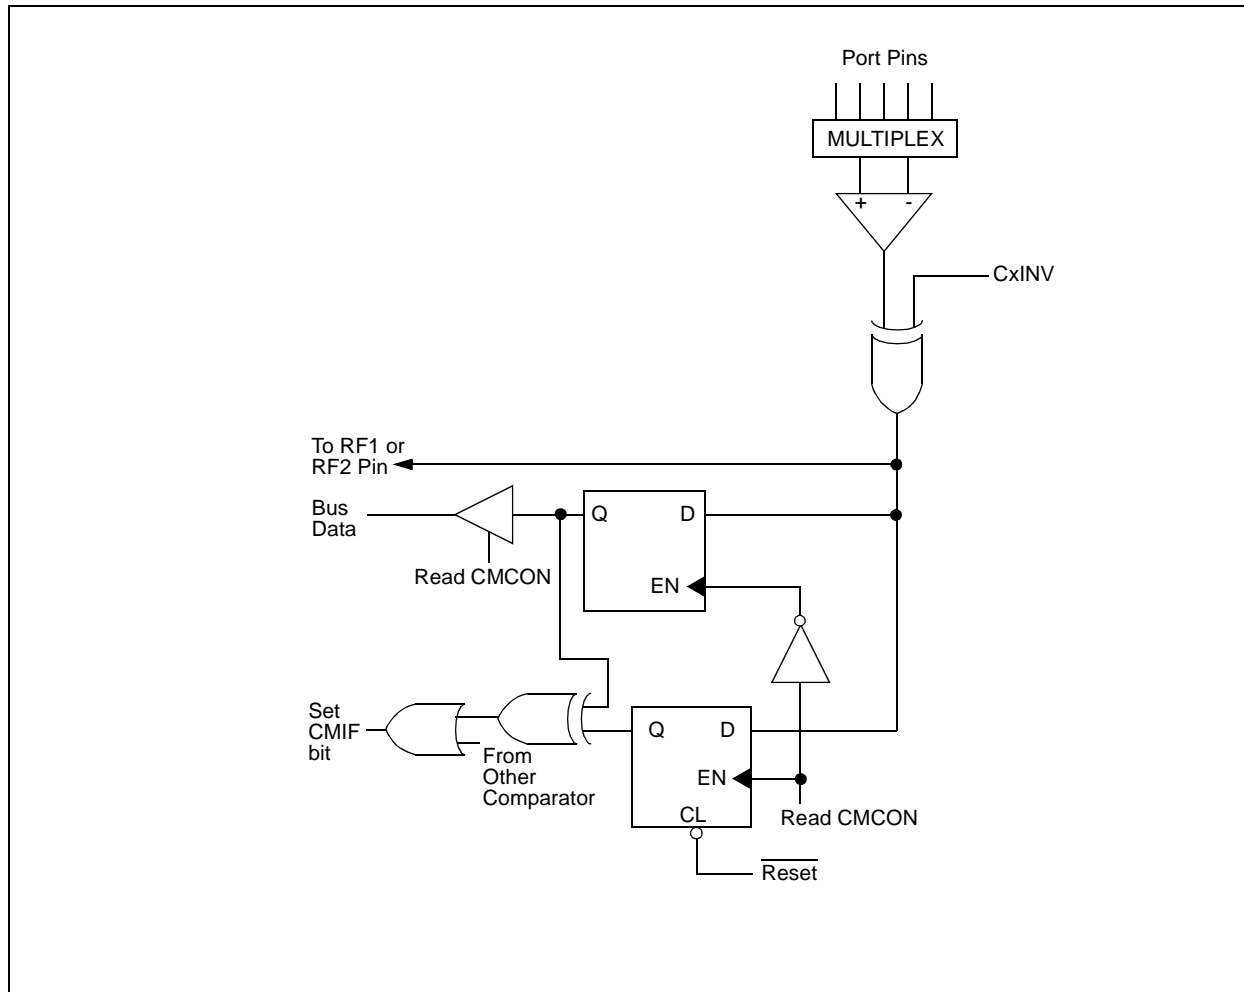 Port Pins
MULTIPLEX
+ -
CxINV
To RF1 or
RF2 Pin
Bus
Data
Q D
EN
Read CMCON
Set
CMIF
bit
From
Other
Comparator
Q D
EN
CL
Read CMCON
Reset